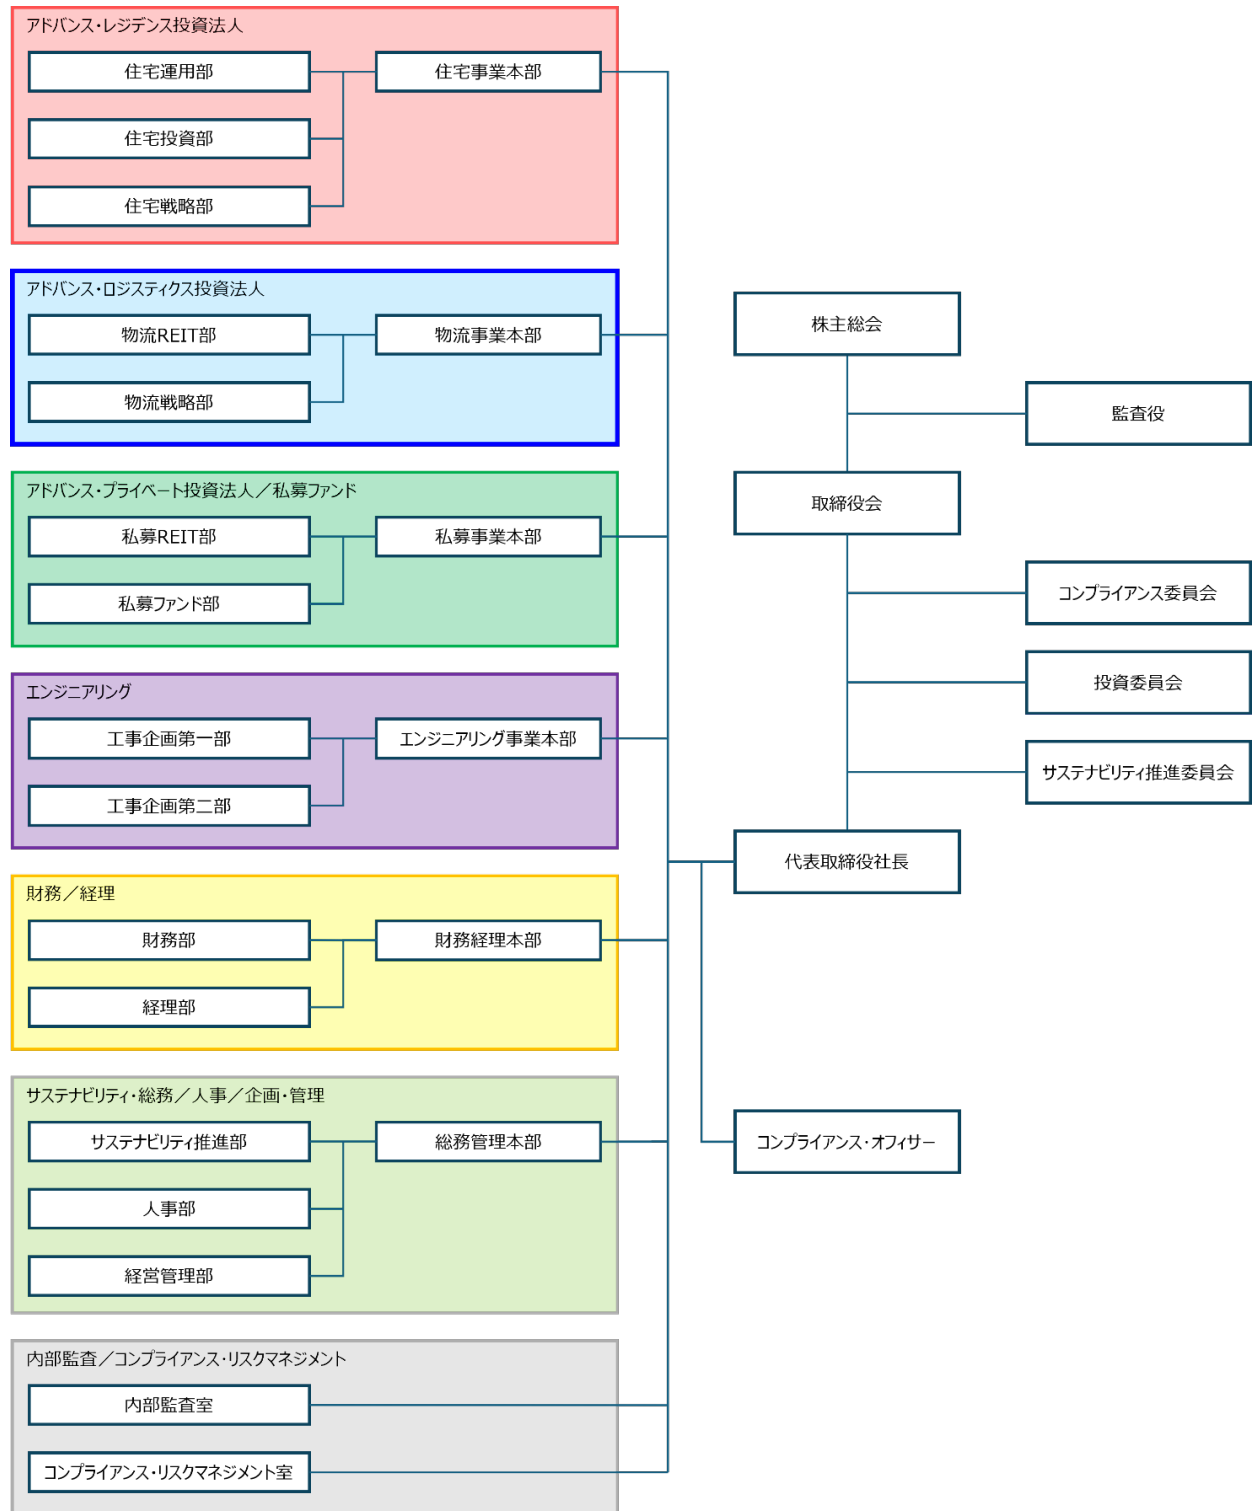 アドバンス・レジデンス投資法人
住宅運用部
住宅事業本部
住宅投資部
住宅戦略部
アドバンス・ロジスティクス投資法人
物流REIT部
物流事業本部
物流戦略部
アドバンス・プライベート投資法人／私募ファンド
私募REIT部
私募事業本部
私募ファンド部
エンジニアリング
工事企画第一部
エンジニアリング事業本部
工事企画第二部
財務／経理
財務部
財務経理本部
経理部
サステナビリティ・総務／人事／企画・管理
サステナビリティ推進部
総務管理本部
人事部
経営管理部
内部監査／コンプライアンス・リスクマネジメント
内部監査室
コンプライアンス・リスクマネジメント室
株主総会
監査役
取締役会
コンプライアンス委員会
投資委員会
サステナビリティ推進委員会
代表取締役社長
コンプライアンス・オフィサー